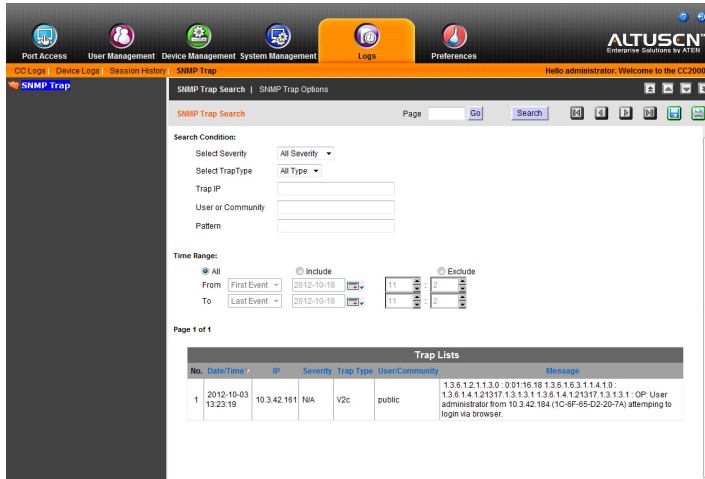 ALTUSEN™
Enterprise Solutions by ATEN
Port Access User Management Device Management System Management Logs Preferences
CC Logs | Device Logs | Session History | SNMP Trap Hello administrator. Welcome to the CC2000
SNMP Trap
SNMP Trap Search | SNMP Trap Options
SNMP Trap Search Page Go Search
Search Condition:
Select Severity All Severity
Select TrapType All Type
Trap IP
User or Community
Pattern
Time Range:
All Include Exclude
From First Event 2012-10-18 11 : 2
To Last Event 2012-10-18 11 : 2
Page 1 of 1
Trap Lists
No. Date/Time IP Severity Trap Type User/Community Message
1 2012-10-03 13:23:19 10.3.42.161 N/A V2c public 1.3.6.1.2.1.1.3.0 : 0:01:16.18 1.3.6.1.6.3.1.1.4.1.0 :
1.3.6.1.4.1.21317.1.3.1.3.1 1.3.6.1.4.1.21317.1.3.1.3.1 : OP: User
administrator from 10.3.42.184 (1C-6F-65-D2-20-7A) attemping to
login via browser.